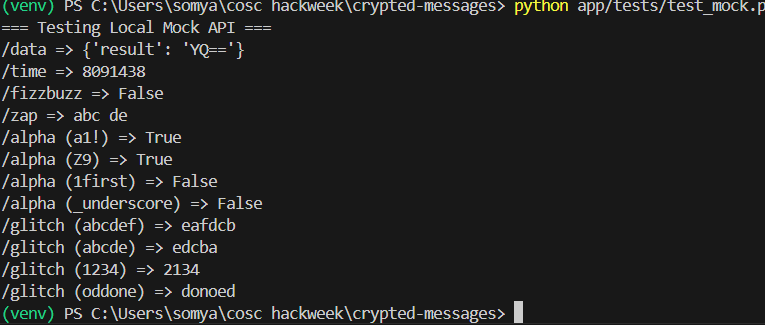 (venv) PS C:\Users\somya\cosc hackweek\crypted-messages> python app/tests/test_mock.p
=== Testing Local Mock API ===
/data => {'result': 'YQ=='}
/time => 8091438
/fizzbuzz => False
/zap => abc de
/alpha (a1!) => True
/alpha (Z9) => True
/alpha (1first) => False
/alpha (_underscore) => False
/glitch (abcdef) => eafdcb
/glitch (abcde) => edcba
/glitch (1234) => 2134
/glitch (oddone) => donoed
(venv) PS C:\Users\somya\cosc hackweek\crypted-messages>